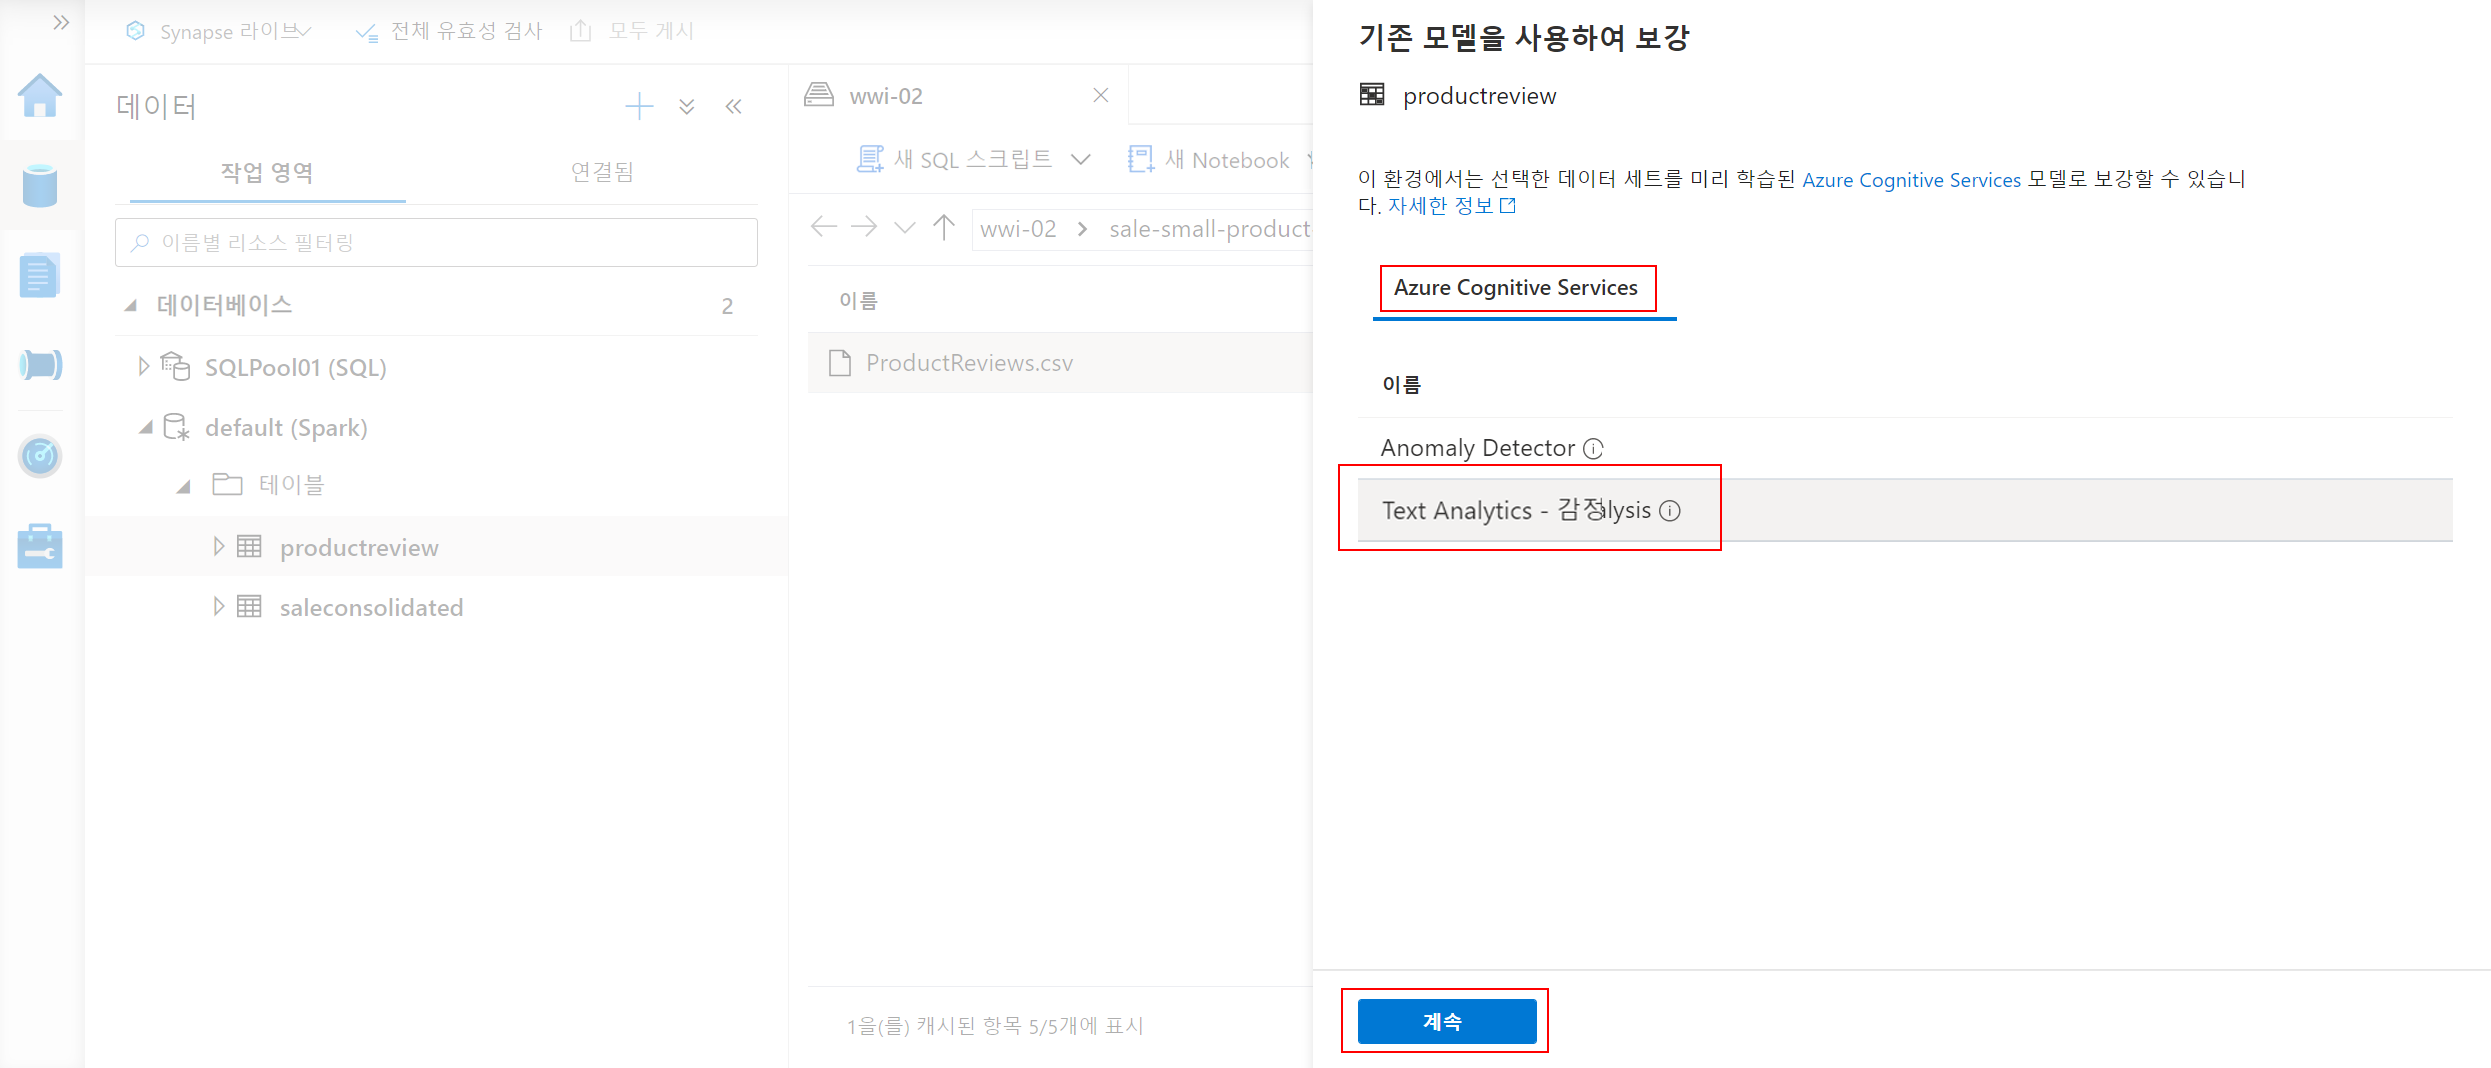 Synapse 라이브
전체 유효성 검사
모두 게시
데이터
작업 영역
연결됨
이름별 리소스 필터링
데이터베이스 2
SQLPool01 (SQL)
default (Spark)
테이블
productreview
saleconsolidated
wwi-02
새 SQL 스크립트
새 Notebook
wwi-02 > sale-small-product
이름
ProductReviews.csv
1을(를) 캐시된 항목 5/5개에 표시
기존 모델을 사용하여 보강
productreview
이 환경에서는 선택한 데이터 세트를 미리 학습된 Azure Cognitive Services 모델로 보강할 수 있습니
다. 자세한 정보
Azure Cognitive Services
이름
Anomaly Detector
Text Analytics - 감정alysis
계속